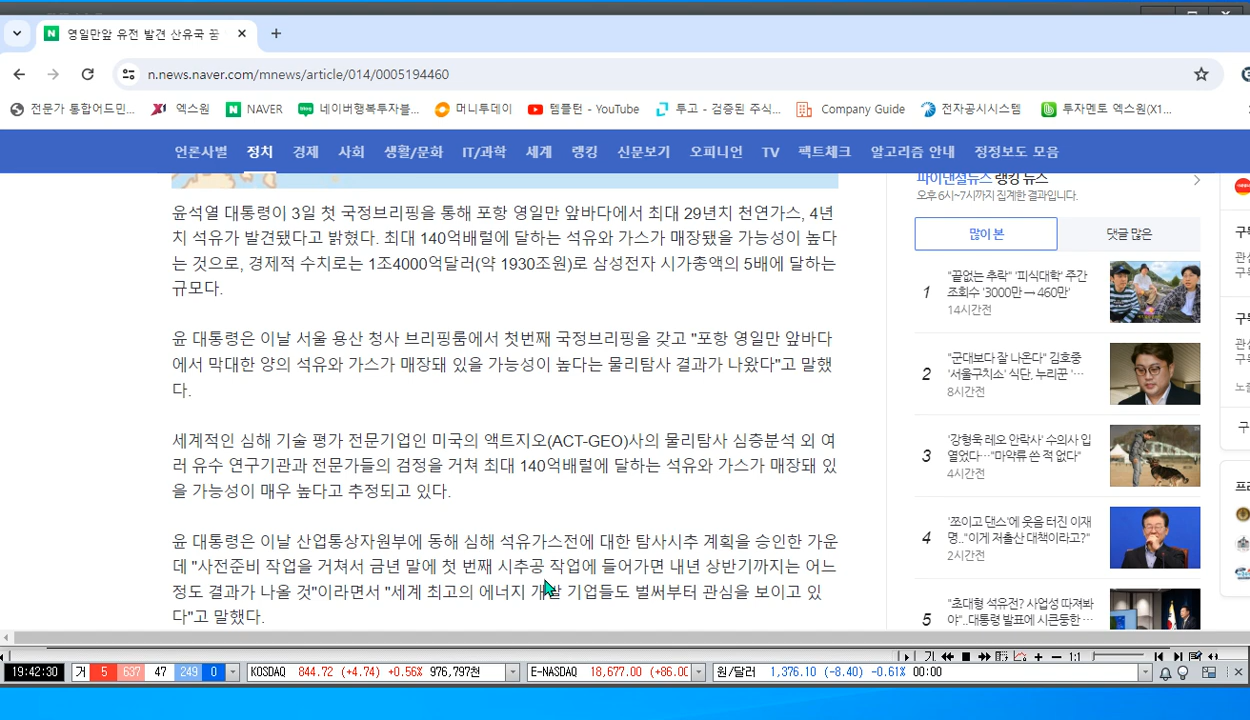 영일만앞 유전 발견 산유국 꿈
n.news.naver.com/mnews/article/014/0005194460
전문가 통합어드민... 엑스원 NAVER 네이버행복투자블... 머니투데이 템플턴 - YouTube 투고 - 검증된 주식... Company Guide 전자공시시스템 투자멘토 엑스원(X1...
언론사별 정치 경제 사회 생활/문화 IT/과학 세계 랭킹 신문보기 오피니언 TV 팩트체크 알고리즘 안내 정정보도 모음
윤석열 대통령이 3일 첫 국정브리핑을 통해 포항 영일만 앞바다에서 최대 29년치 천연가스, 4년
치 석유가 발견됐다고 밝혔다. 최대 140억배럴에 달하는 석유와 가스가 매장됐을 가능성이 높다
는 것으로, 경제적 수치로는 1조4000억달러(약 1930조원)로 삼성전자 시가총액의 5배에 달하는
규모다.
윤 대통령은 이날 서울 용산 청사 브리핑룸에서 첫번째 국정브리핑을 갖고 "포항 영일만 앞바다
에서 막대한 양의 석유와 가스가 매장돼 있을 가능성이 높다는 물리탐사 결과가 나왔다"고 말했
다.
세계적인 심해 기술 평가 전문기업인 미국의 액트지오(ACT-GEO)사의 물리탐사 심층분석 외 여
러 유수 연구기관과 전문가들의 검정을 거쳐 최대 140억배럴에 달하는 석유와 가스가 매장돼 있
을 가능성이 매우 높다고 추정되고 있다.
윤 대통령은 이날 산업통상자원부에 동해 심해 석유가스전에 대한 탐사시추 계획을 승인한 가운
데 "사전준비 작업을 거쳐서 금년 말에 첫 번째 시추공 작업에 들어가면 내년 상반기까지는 어느
정도 결과가 나올 것"이라면서 "세계 최고의 에너지 개발 기업들도 벌써부터 관심을 보이고 있
다"고 말했다.
파이낸셜뉴스 랭킹 뉴스
오후 6시~7시까지 집계한 결과입니다.
많이 본 댓글 많은
1 "끝없는 추락" '피식대학' 주간
조회수 '3000만→460만'
14시간전
2 "군대보다 잘 나온다" 김호중
'서울구치소' 식단, 누리꾼 '…
8시간전
3 '강형욱 레오 안락사' 수의사 입
열었다…"마약류 쓴 적 없다"
4시간전
4 '쪼이고 댄스'에 웃음 터진 이재
명.."이게 저출산 대책이라고?"
2시간전
5 "초대형 석유전? 사업성 따져봐
야"..대통령 발표에 시큰둥한 …
구독
관심
구독
구독
관심
구독
노출
구
프리
1:1
19:42:30 거 5 637 47 249 0 KOSDAQ 844.72 (+4.74) +0.56% 976,797천 E-NASDAQ 18,677.00 (+86.00 원/달러 1,376.10 (-8.40) -0.61% 00:00